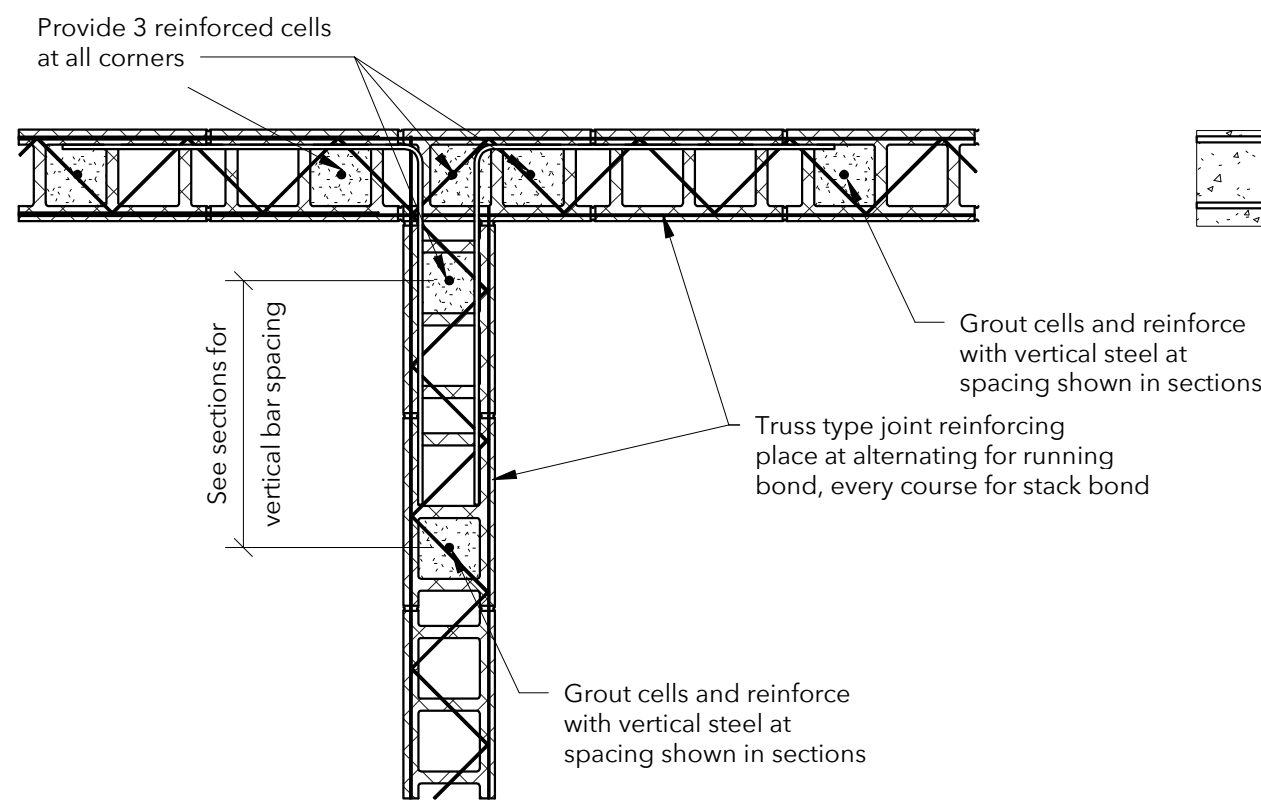 Provide 3 reinforced cells
at all corners
See sections for
vertical bar spacing
Grout cells and reinforce
with vertical steel at
spacing shown in sections
Truss type joint reinforcing
place at alternating for running
bond, every course for stack bond
Grout cells and reinforce
with vertical steel at
spacing shown in sections